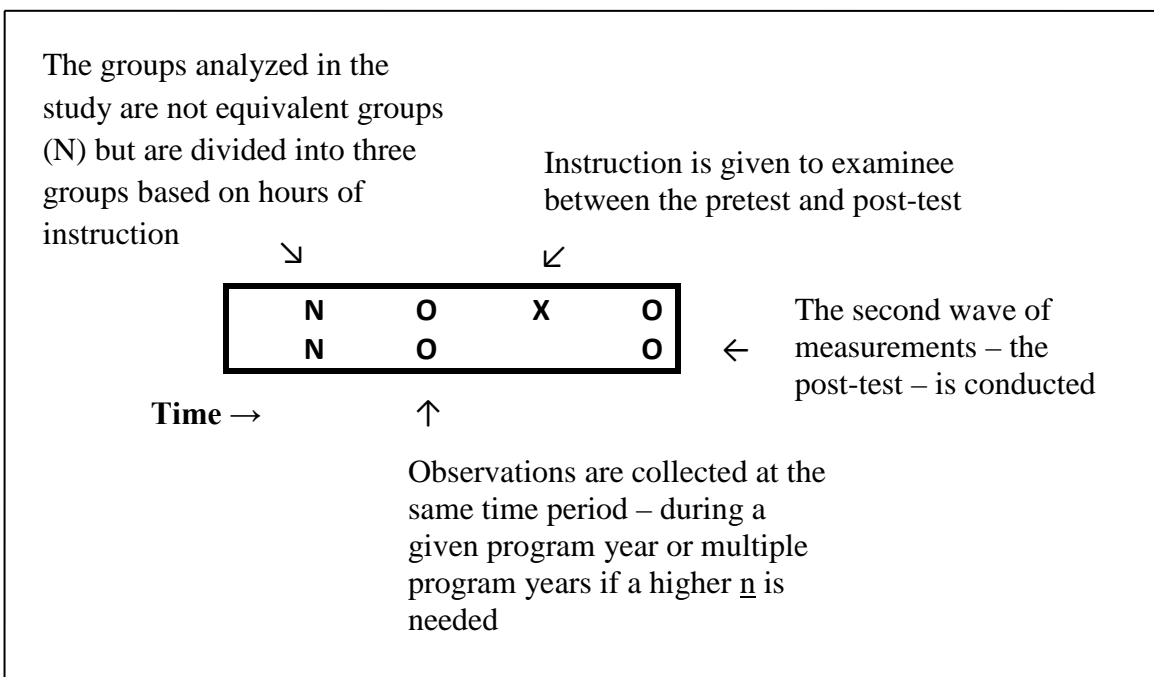 The groups analyzed in the
study are not equivalent groups
(N) but are divided into three
groups based on hours of
instruction
Instruction is given to examinee
between the pretest and post-test
↘ ↙
N O X O
N O O
←
The second wave of
measurements – the
post-test – is conducted
Time →
↑
Observations are collected at the
same time period – during a
given program year or multiple
program years if a higher n is
needed